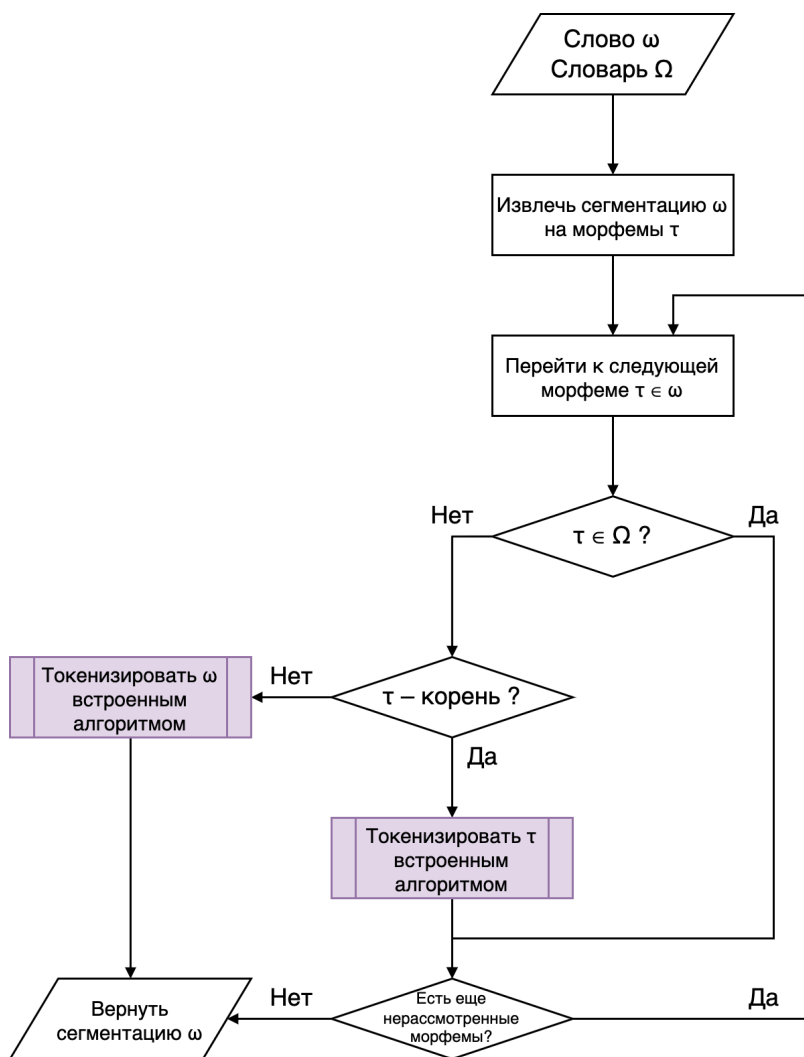 Слово ω
Словарь Ω
Извлечь сегментацию ω
на морфемы τ
Перейти к следующей
морфеме τ ∈ ω
Нет
Да
τ ∈ Ω ?
Токенизировать ω
встроенным
алгоритмом
Нет
τ – корень ?
Да
Токенизировать τ
встроенным
алгоритмом
Вернуть
сегментацию ω
Нет
Есть еще
нерассмотренные
морфемы?
Да